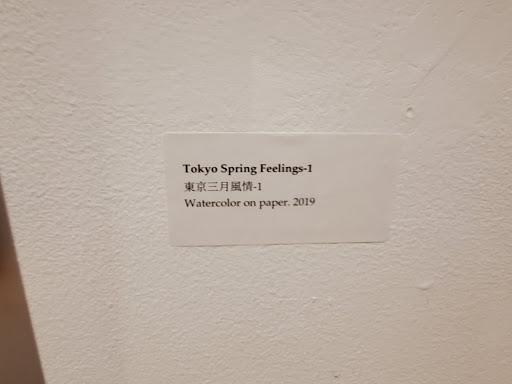 Tokyo Spring Feelings-1
東京三月風情-1
Watercolor on paper. 2019